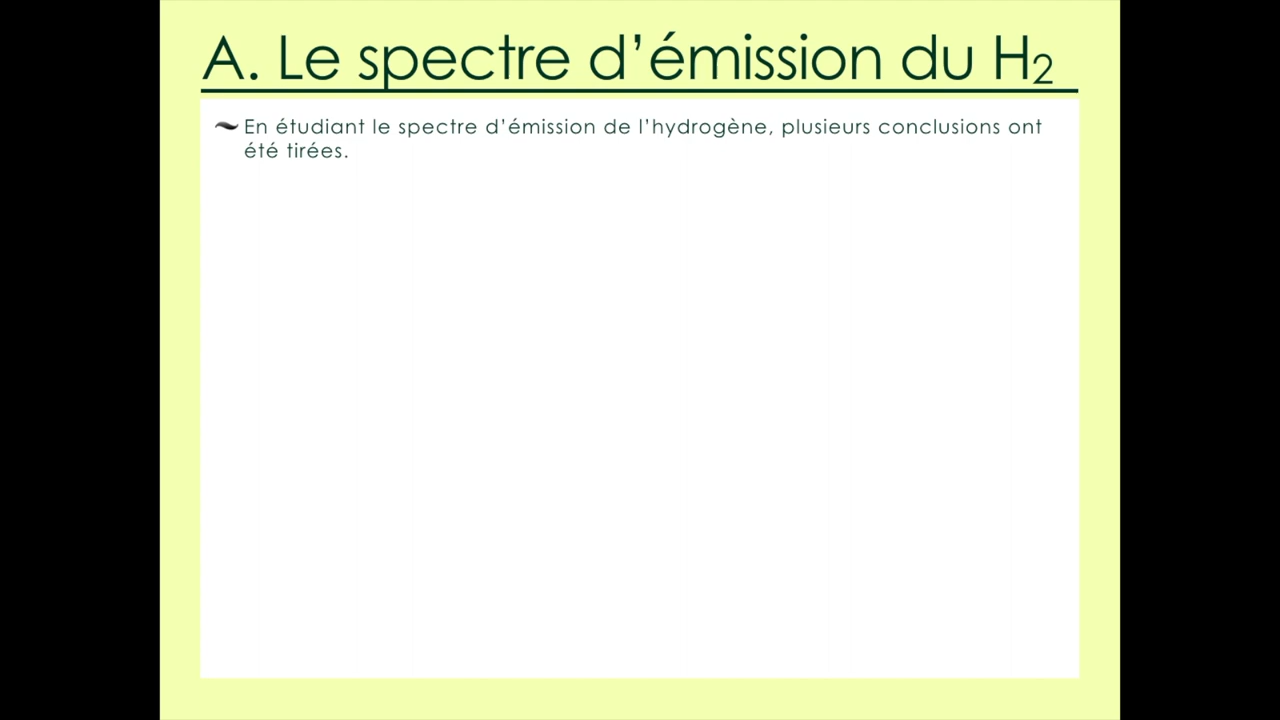 A. Le spectre d’émission du H₂
En étudiant le spectre d’émission de l’hydrogène, plusieurs conclusions ont
été tirées.